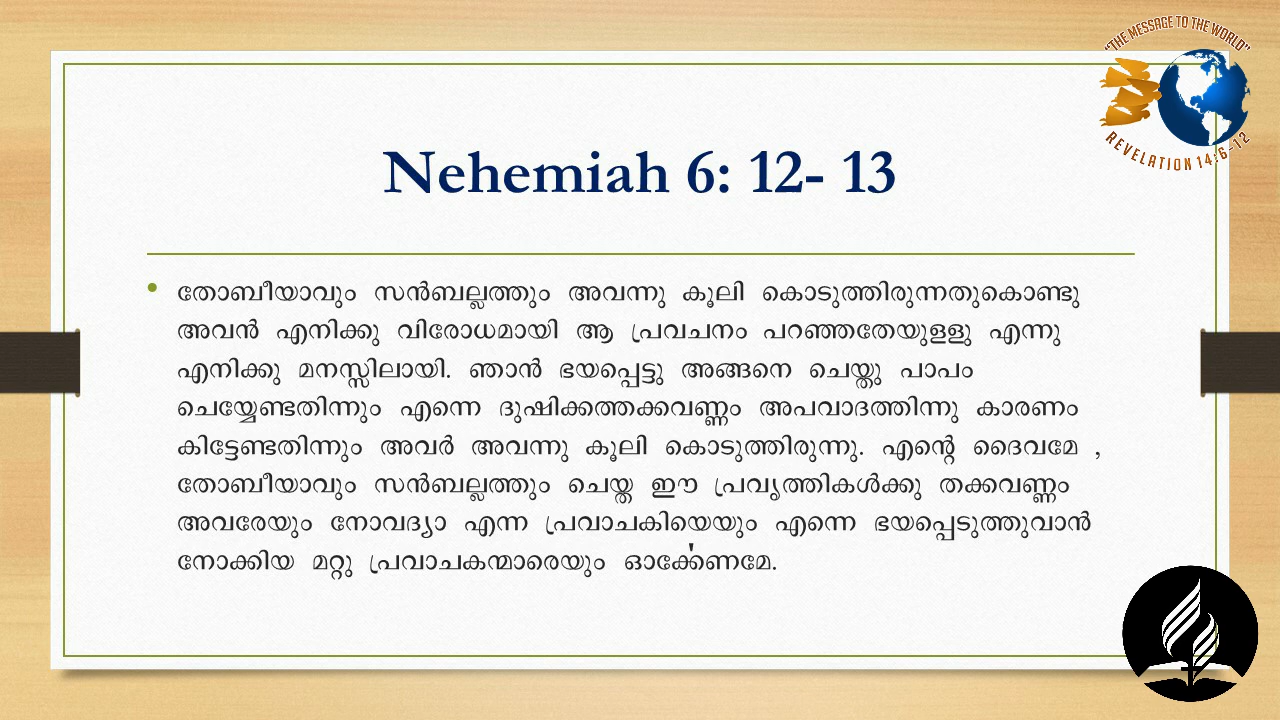 "THE MESSAGE TO THE WORLD"
REVELATION 14:6-12
Nehemiah 6: 12- 13
• തോബീയാവും സൻബല്ലത്തും അവന്നു കൂലി കൊടുത്തിരുന്നതുകൊണ്ടു
അവൻ എനിക്കു വിരോധമായി ആ പ്രവചനം പറഞ്ഞതേയുളളു എന്നു
എനിക്കു മനസ്സിലായി. ഞാൻ ഭയപ്പെട്ടു അങ്ങനെ ചെയ്തു പാപം
ചെയ്യേണ്ടതിന്നും എന്നെ ദുഷിക്കത്തക്കവണ്ണം അപവാദത്തിന്നു കാരണം
കിട്ടേണ്ടതിന്നും അവർ അവന്നു കൂലി കൊടുത്തിരുന്നു. എന്റെ ദൈവമേ ,
തോബീയാവും സൻബല്ലത്തും ചെയ്ത ഈ പ്രവൃത്തികൾക്കു തക്കവണ്ണം
അവരേയും നോവദ്യാ എന്ന പ്രവാചകിയെയും എന്നെ ഭയപ്പെടുത്തുവാൻ
നോക്കിയ മറ്റു പ്രവാചകന്മാരെയും ഓർക്കേണമേ.